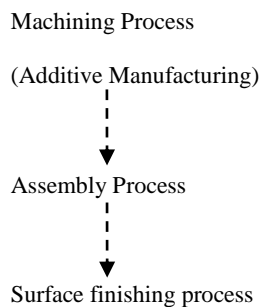 Machining Process
(Additive Manufacturing)
Assembly Process
Surface finishing process